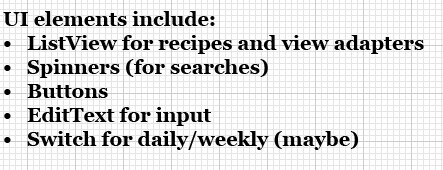 UI elements include:
• ListView for recipes and view adapters
• Spinners (for searches)
• Buttons
• EditText for input
• Switch for daily/weekly (maybe)